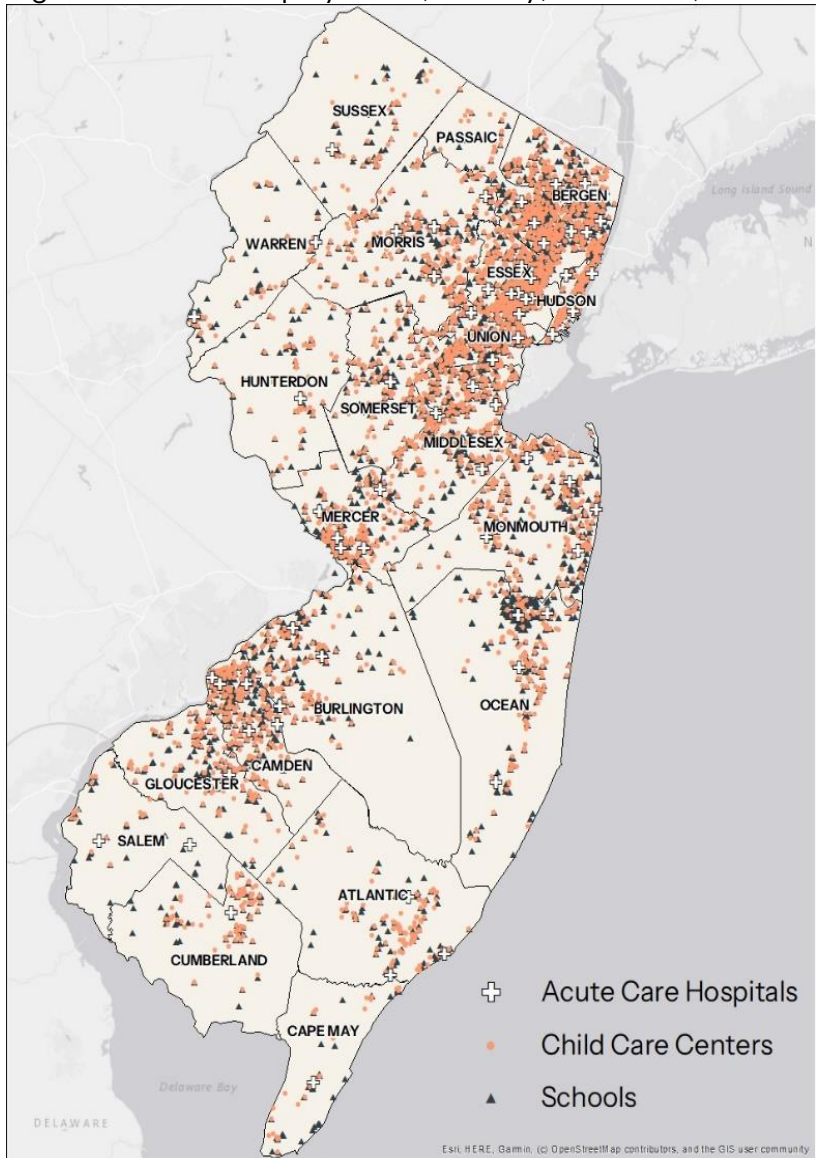 SUSSEX
PASSAIC
BERGEN
Long Island Sound
N
WARREN
MORRIS
ESSEX
HUDSON
UNION
HUNTERDON
SOMERSET
MIDDLESEX
MERCER
MONMOUTH
OCEAN
BURLINGTON
CAMDEN
GLOUCESTER
SALEM
ATLANTIC
CUMBERLAND
CAPE MAY
Delaware Bay
DELAWARE
Acute Care Hospitals
Child Care Centers
Schools
Esri, HERE, Garmin, (c) OpenStreetMap contributors, and the GIS user community